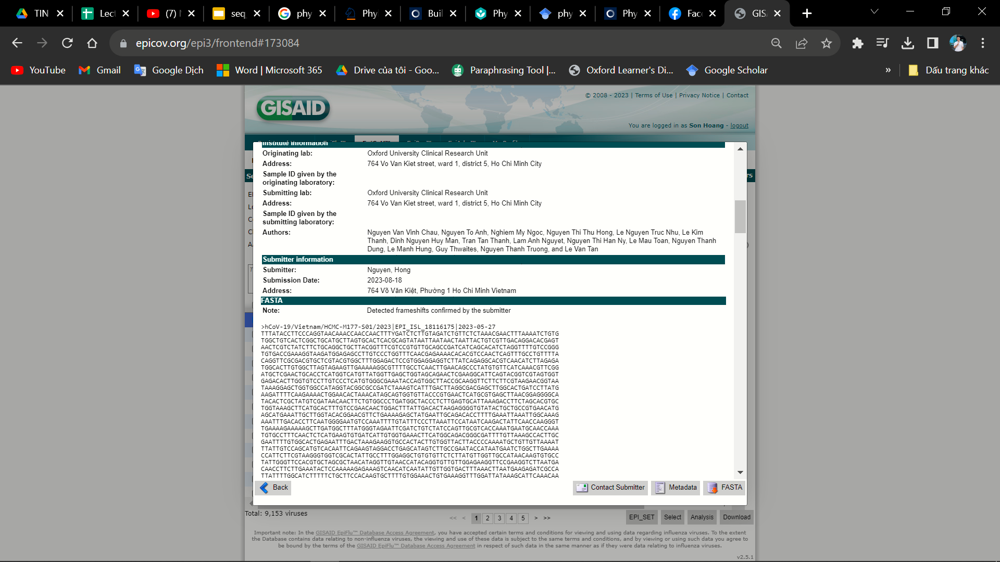 TIN
Lect
(7) N
seq
phy
Phy
Buil
Phy
phy
Phy
Face
GISA
epicov.org/epi3/frontend#173084
YouTube
Gmail
Google Dịch
Word | Microsoft 365
Drive của tôi - Goo...
Paraphrasing Tool |...
Oxford Learner's Di...
Google Scholar
»
Dấu trang khác
GISAID
© 2008 - 2023 | Terms of Use | Privacy Notice | Contact
You are logged in as Son Hoang - logout
Institute information
Originating lab: Oxford University Clinical Research Unit
Address: 764 Vo Van Kiet street, ward 1, district 5, Ho Chi Minh City
Sample ID given by the
originating laboratory:
Submitting lab: Oxford University Clinical Research Unit
Address: 764 Vo Van Kiet street, ward 1, district 5, Ho Chi Minh City
Sample ID given by the
submitting laboratory:
Authors: Nguyen Van Vinh Chau, Nguyen To Anh, Nghiem My Ngoc, Nguyen Thi Thu Hong, Le Nguyen Truc Nhu, Le Kim
Thanh, Dinh Nguyen Huy Man, Tran Tan Thanh, Lam Anh Nguyet, Nguyen Thi Han Ny, Le Mau Toan, Nguyen Thanh
Dung, Le Manh Hung, Guy Thwaites, Nguyen Thanh Truong, and Le Van Tan
Submitter information
Submitter: Nguyen, Hong
Submission Date: 2023-08-18
Address: 764 Võ Văn Kiệt, Phường 1 Ho Chi Minh Vietnam
FASTA
Note: Detected frameshifts confirmed by the submitter
>hCoV-19/Vietnam/HCMC-M177-S01/2023|EPI_ISL_18116175|2023-05-27
TTTATACCTTCCCAGGTAACAAACCAACCAACTTTYGATCTCTTGTAGATCTGTTCTCTAAACGAACTTTAAAATCTGTG
TGGCTGTCACTCGGCTGCATGCTTAGTGCACTCACGCAGTATAATTAATAACTAATTACTGTCGTTGACAGGACACGAGT
AACTCGTCTATCTTCTGCAGGCTGCTTACGGTTTCGTCCGTGTTGCAGCCGATCATCAGCACATCTAGGTTTTGTCCGGG
TGTGACCGAAAGGTAAGATGGAGAGCCTTGTCCCTGGTTTCAACGAGAAAACACACGTCCAACTCAGTTTGCCTGTTTTA
CAGGTTCGCGACGTGCTCGTACGTGGCTTTGGAGACTCCGTGGAGGAGGTCTTATCAGAGGCACGTCAACATCTTAGAGA
TGGCACTTGTGGCTTAGTAGAAGTTGAAAAAGGCGTTTTGCCTCAACTTGAACAGCCCTATGTGTTCATCAAACGTTCGG
ATGCTCGAACTGCACCTCATGGTCATGTTATGGTTGAGCTGGTAGCAGAACTCGAAGGCATTCAGTACGGTCGTAGTGGT
GAGACACTTGGTGTCCTTGTCCCTCATGTGGGCGAAATACCAGTGGCTTACCGCAAGGTTCTTCTTCGTAAGAACGGTAA
TAAAGGAGCTGGTGGCCATAGGTACGGCGCCGATCTAAAGTCATTTGACTTAGGCGACGAGCTTGGCACTGATCCTTATG
AAGATTTTCAAGAAAACTGGAACACTAAACATAGCAGTGGTGTTACCCGTGAACTCATGCGTGAGCTTAACGGAGGGGCA
TACACTCGCTATGTCGATAACAACTTCTGTGGCCCTGATGGCTACCCTCTTGAGTGCATTAAAGACCTTCTAGCACGTGC
TGGTAAAGCTTCATGCACTTTGTCCGAACAACTGGACTTTATTGACACTAAGAGGGGTGTATACTGCTGCCGTGAACATG
AGCATGAAATTGCTTGGTACACGGAACGTTCTGAAAAGAGCTATGAATTGCAGACACCTTTTGAAATTAAATTGGCAAAG
AAATTTGACACCTTCAATGGGGAATGTCCAAATTTTGTATTTCCCTTAAATTCCATAATCAAGACTATTCAACCAAGGGT
TGAAAAGAAAAAGCTTGATGGCTTTATGGGTAGAATTCGATCTGTCTATCCAGTTGCGTCACCAAATGAATGCAACCAAA
TGTGCCTTTCAACTCTCATGAAGTGTGATCATTGTGGTGAAACTTCATGGCAGACGGGCGATTTTGTTAAAGCCACTTGC
GAATTTTGTGGCACTGAGAATTTGACTAAAGAAGGTGCCACTACTTGTGGTTACTTACCCCAAAATGCTGTTGTTAAAAT
TTATTGTCCAGCATGTCACAATTCAGAAGTAGGACCTGAGCATAGTCTTGCCGAATACCATAATGAATCTGGCTTGAAAA
CCATTCTTCGTAAGGGTGGTCGCACTATTGCCTTTGGAGGCTGTGTGTTCTCTTATGTTGGTTGCCATAACAAGTGTGCC
TATTGGGTTCCACGTGCTAGCGCTAACATAGGTTGTAACCATACAGGTGTTGTTGGAGAAGGTTCCGAAGGTCTTAATGA
CAACCTTCTTGAAATACTCCAAAAAGAGAAAGTCAACATCAATATTGTTGGTGACTTTAAACTTAATGAAGAGATCGCCA
TTATTTTGGCATCTTTTTCTGCTTCCACAAGTGCTTTTGTGGAAACTGTGAAAGGTTTGGATTATAAAGCATTCAAACAA
Back
Contact Submitter
Metadata
FASTA
Total: 9,153 viruses
<< < 1 2 3 4 5 > >>
EPI_SET
Select
Analysis
Download
Important note: In the GISAID EpiFlu™ Database Access Agreement, you have accepted certain terms and conditions for viewing and using data regarding influenza viruses. To the extent
the Database contains data relating to non-influenza viruses, the viewing and use of these data is subject to the same terms and conditions, and by viewing or using such data you agree to
be bound by the terms of the GISAID EpiFlu™ Database Access Agreement in respect of such data in the same manner as if they were data relating to influenza viruses.
v2.5.1